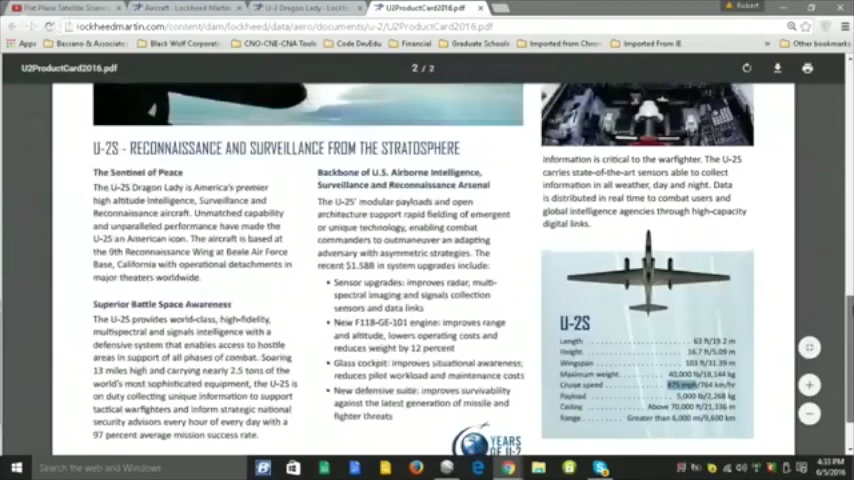 Flat Plane Satellite Scienc
Aircraft · Lockheed Martin
U-2 Dragon Lady · Lockhe
U2ProductCard2016.pdf
Robert
lockheedmartin.com/content/dam/lockheed/data/aero/documents/u-2/U2ProductCard2016.pdf
Apps
Bassano & Associates
Black Wolf Corporatio
CNO-CNE-CNA Tools
Code DevEdu
Financial
Graduate Schools
Imported from Chrom
Imported From IE
Other bookmarks
U2ProductCard2016.pdf
2 / 2
U-2S - RECONNAISSANCE AND SURVEILLANCE FROM THE STRATOSPHERE
The Sentinel of Peace
The U-2S Dragon Lady is America's premier
high altitude Intelligence, Surveillance and
Reconnaissance aircraft. Unmatched capability
and unparalleled performance have made the
U-2S an American icon. The aircraft is based at
the 9th Reconnaissance Wing at Beale Air Force
Base, California with operational detachments in
major theaters worldwide.
Superior Battle Space Awareness
The U-2S provides world-class, high-fidelity,
multispectral and signals intelligence with a
defensive system that enables access to hostile
areas in support of all phases of combat. Soaring
13 miles high and carrying nearly 2.5 tons of the
world's most sophisticated equipment, the U-2S is
on duty collecting unique information to support
tactical warfighters and inform strategic national
security advisors every hour of every day with a
97 percent average mission success rate.
Backbone of U.S. Airborne Intelligence,
Surveillance and Reconnaissance Arsenal
The U-2S' modular payloads and open
architecture support rapid fielding of emergent
or unique technology, enabling combat
commanders to outmaneuver an adapting
adversary with asymmetric strategies. The
recent $1.5BB in system upgrades include:
• Sensor upgrades: improves radar, multi-
spectral imaging and signals collection
sensors and data links
• New F118-GE-101 engine: improves range
and altitude, lowers operating costs and
reduces weight by 12 percent
• Glass cockpit: improves situational awareness;
reduces pilot workload and maintenance costs
• New defensive suite: improves survivability
against the latest generation of missile and
fighter threats
YEARS
OF U-2
Information is critical to the warfighter. The U-2S
carries state-of-the-art sensors able to collect
information in all weather, day and night. Data
is distributed in real time to combat users and
global intelligence agencies through high-capacity
digital links.
U-2S
Length 63 ft/19.2 m
Height 16.7 ft/5.09 m
Wingspan 103 ft/31.39 m
Maximum weight 40,000 lb/18,144 kg
Cruise speed 475 mph/764 km/hr
Payload 5,000 lb/2,268 kg
Ceiling Above 70,000 ft/21,336 m
Range Greater than 6,000 mi/9,600 km
Search the web and Windows
4:33 PM
6/5/2016